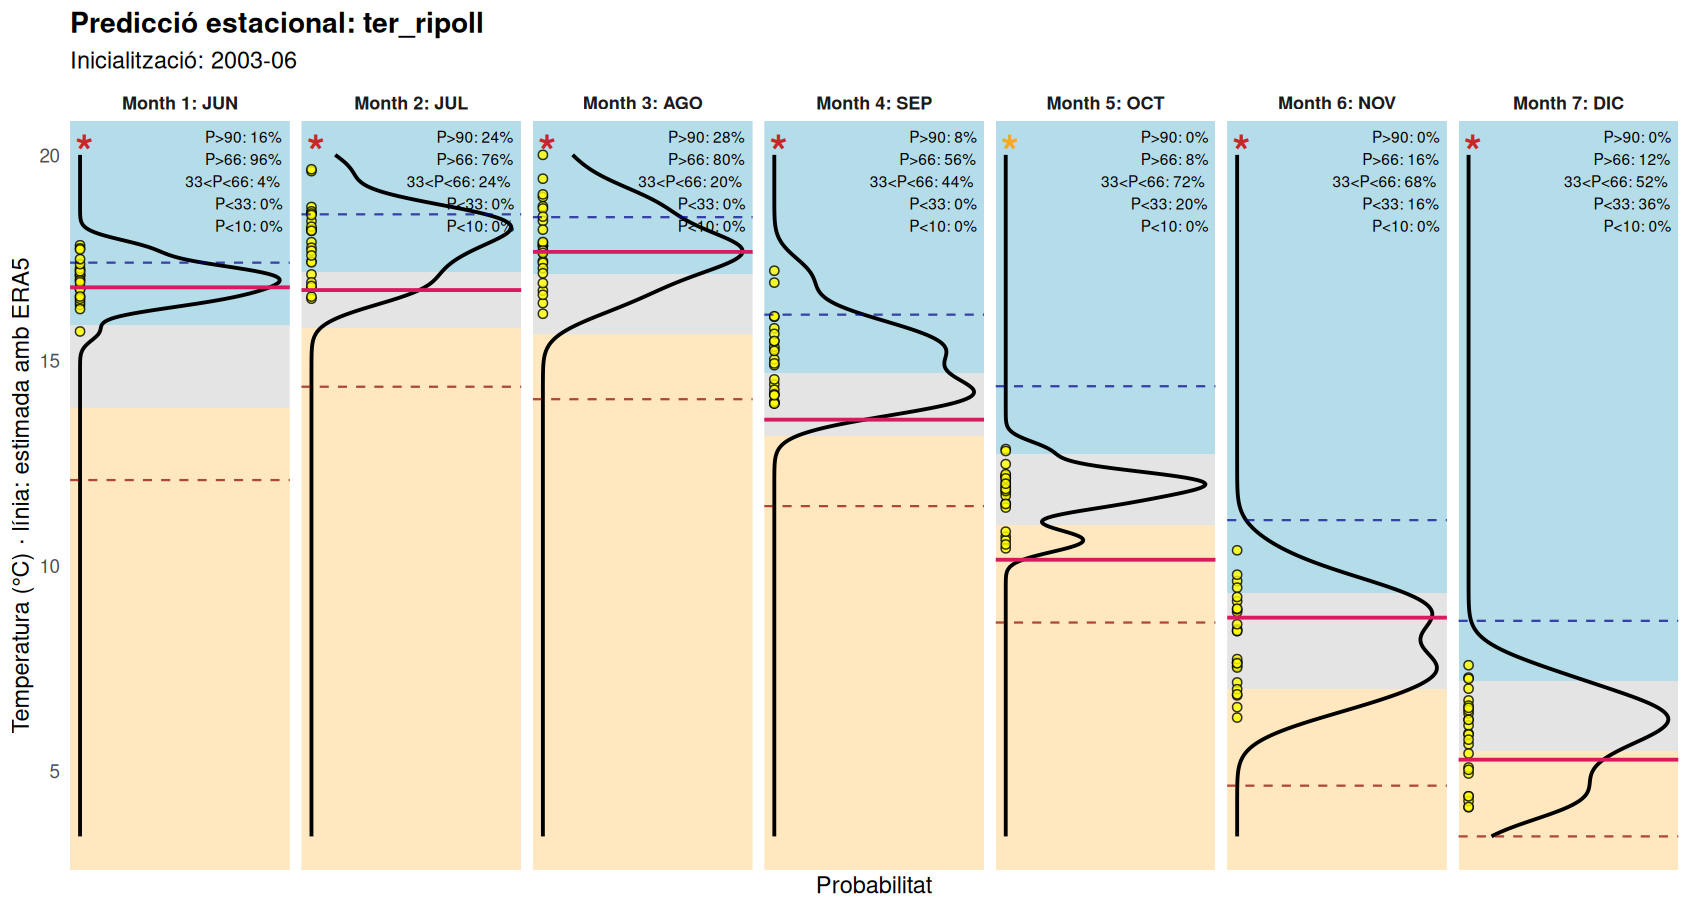 Predicció estacional: ter_ripoll
Inicialització: 2003-06
Month 1: JUN
Month 2: JUL
Month 3: AGO
Month 4: SEP
Month 5: OCT
Month 6: NOV
Month 7: DIC
*
P>90: 16%
P>66: 96%
33<P<66: 4%
P<33: 0%
P<10: 0%
*
P>90: 24%
P>66: 76%
33<P<66: 24%
P<33: 0%
P<10: 0%
*
P>90: 28%
P>66: 80%
33<P<66: 20%
P<33: 0%
P<10: 0%
*
P>90: 8%
P>66: 56%
33<P<66: 44%
P<33: 0%
P<10: 0%
*
P>90: 0%
P>66: 8%
33<P<66: 72%
P<33: 20%
P<10: 0%
*
P>90: 0%
P>66: 16%
33<P<66: 68%
P<33: 16%
P<10: 0%
*
P>90: 0%
P>66: 12%
33<P<66: 52%
P<33: 36%
P<10: 0%
20
15
10
5
Temperatura (°C) · línia: estimada amb ERA5
Probabilitat